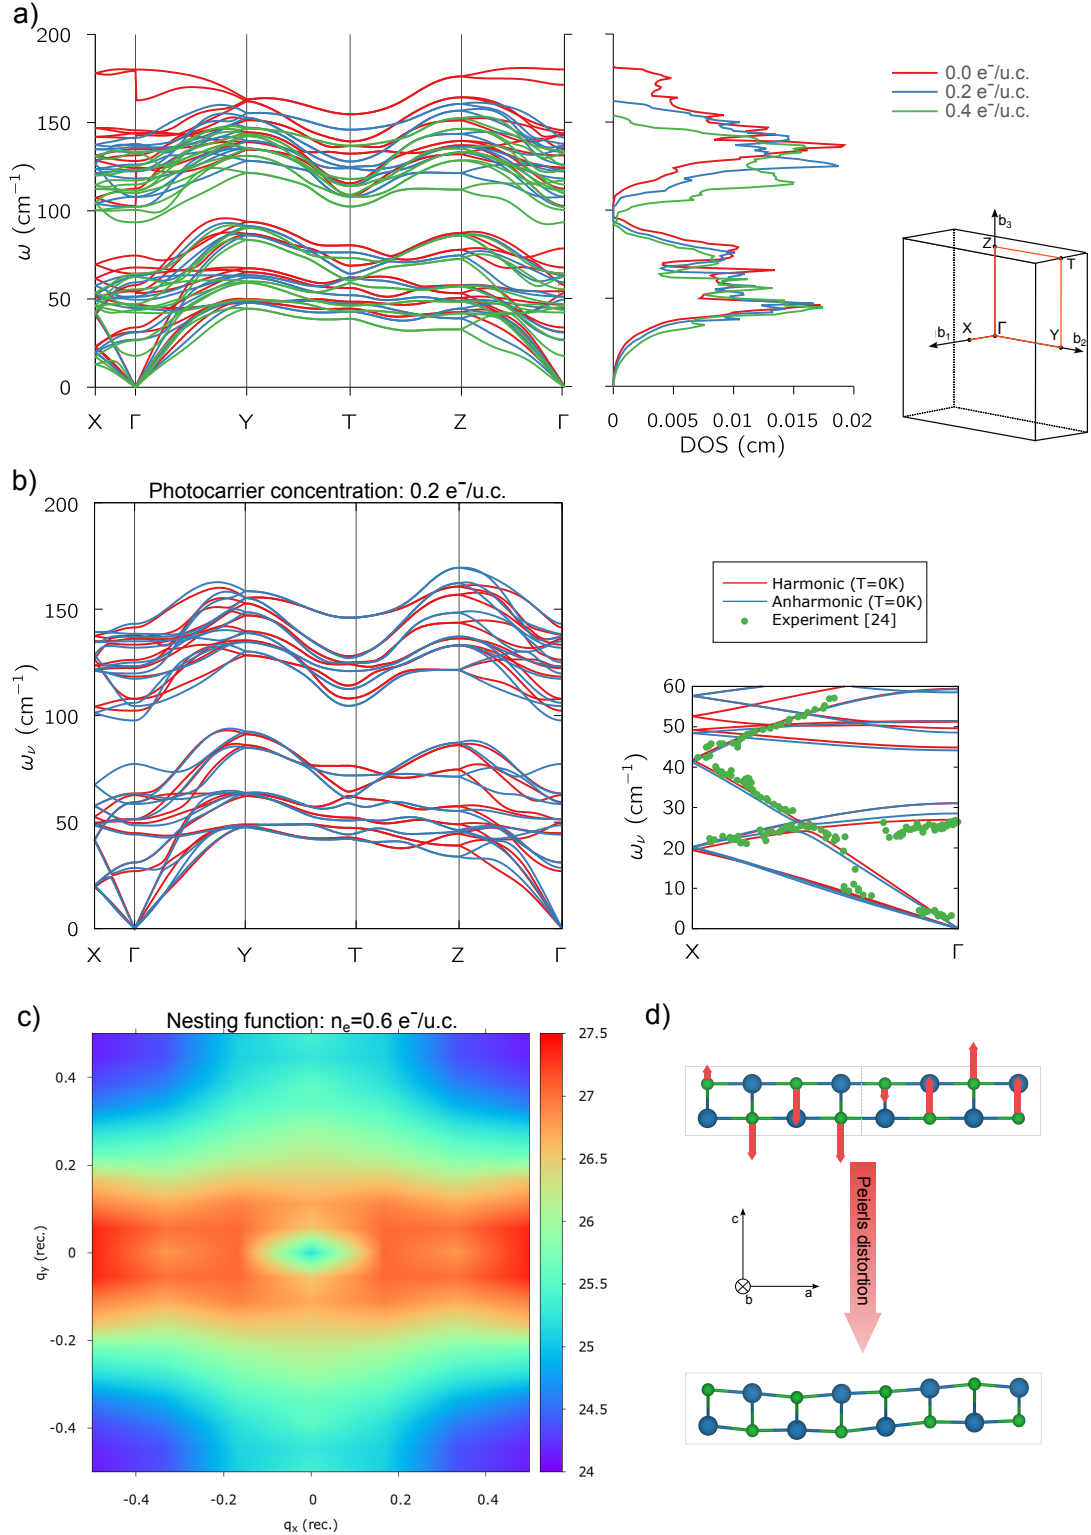 a)
200
150
100
50
0
ω (cm⁻¹)
X Γ Y T Z Γ
0 0.005 0.01 0.015 0.02
DOS (cm)
0.0 e⁻/u.c.
0.2 e⁻/u.c.
0.4 e⁻/u.c.
b₃
Z
T
X
Γ
Y
b₁
b₂
b)
Photocarrier concentration: 0.2 e⁻/u.c.
200
150
100
50
0
ω_ν (cm⁻¹)
X Γ Y T Z Γ
Harmonic (T=0K)
Anharmonic (T=0K)
Experiment [24]
60
50
40
30
20
10
0
ω_ν (cm⁻¹)
X Γ
c)
Nesting function: nₑ=0.6 e⁻/u.c.
0.4
0.2
0
-0.2
-0.4
q_y (rec.)
-0.4 -0.2 0 0.2 0.4
q_x (rec.)
27.5
27
26.5
26
25.5
25
24.5
24
d)
Peierls distortion
c
b
a